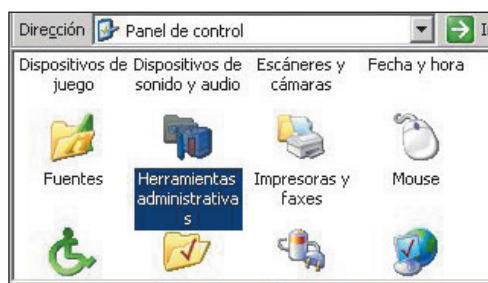 Dirección Panel de control
Dispositivos de juego Dispositivos de sonido y audio Escáneres y cámaras Fecha y hora
Fuentes Herramientas administrativas Impresoras y faxes Mouse